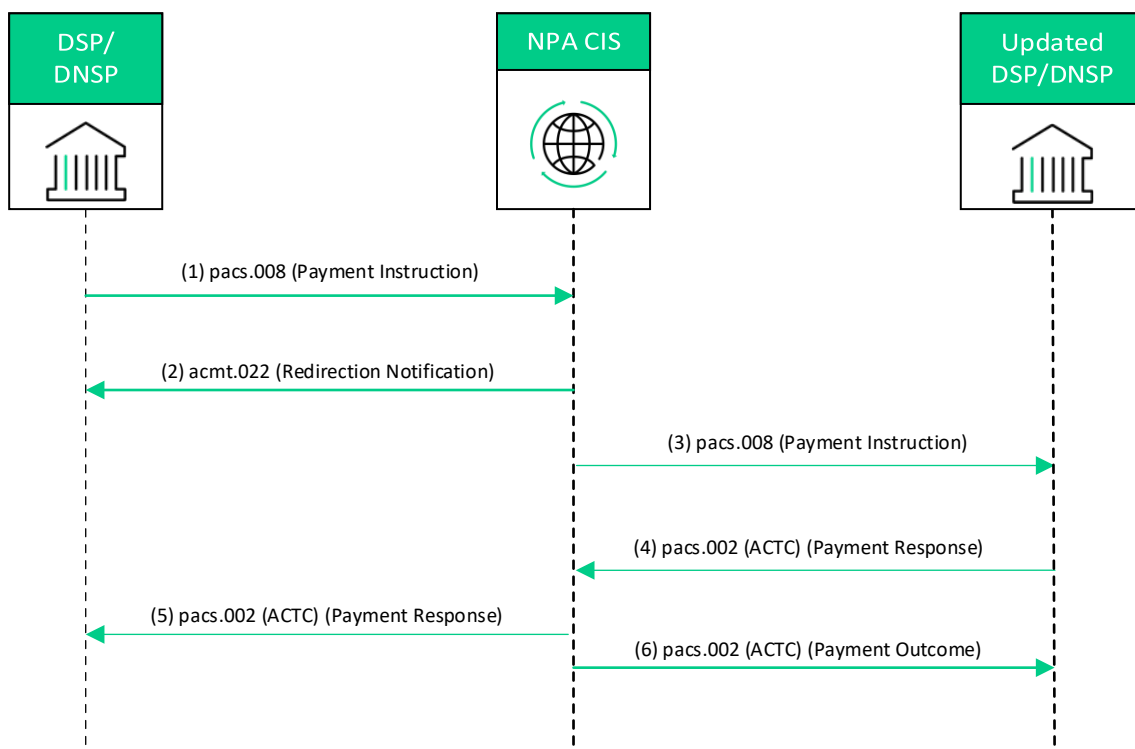 DSP/
DNSP
NPA CIS
Updated
DSP/DNSP
(1) pacs.008 (Payment Instruction)
(2) acmt.022 (Redirection Notification)
(3) pacs.008 (Payment Instruction)
(4) pacs.002 (ACTC) (Payment Response)
(5) pacs.002 (ACTC) (Payment Response)
(6) pacs.002 (ACTC) (Payment Outcome)